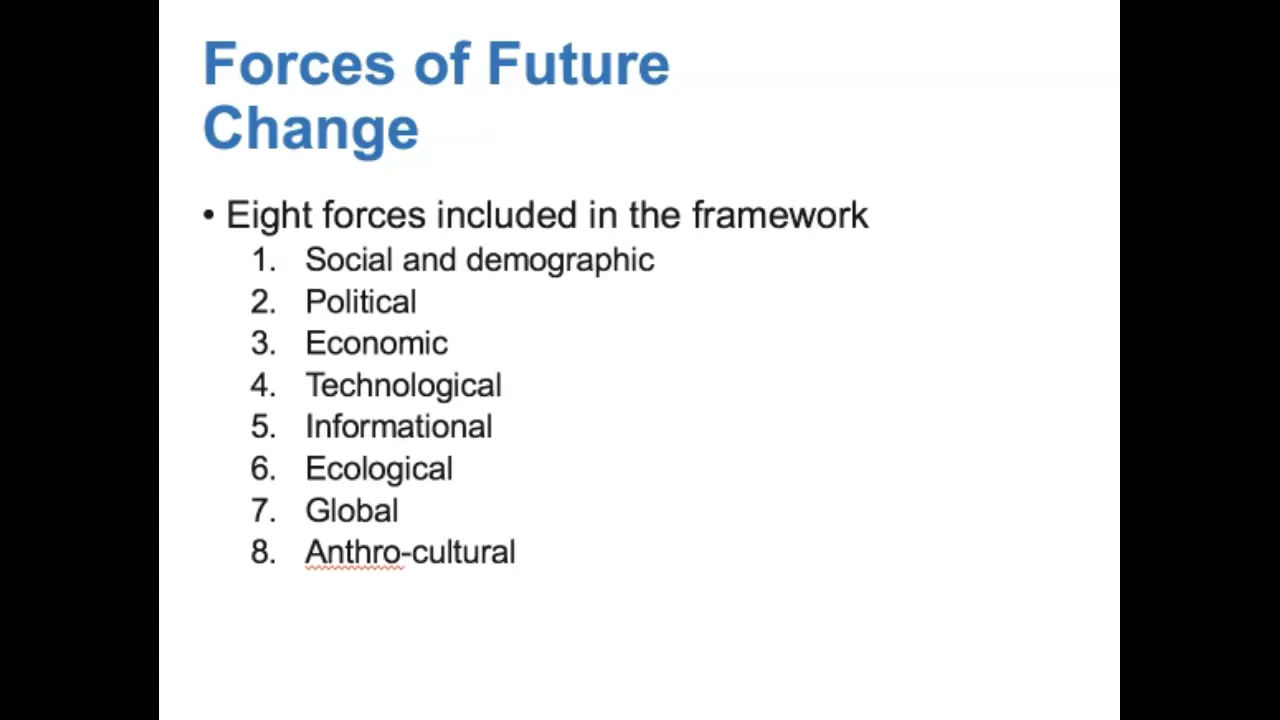 Forces of Future
Change
• Eight forces included in the framework
1. Social and demographic
2. Political
3. Economic
4. Technological
5. Informational
6. Ecological
7. Global
8. Anthro-cultural